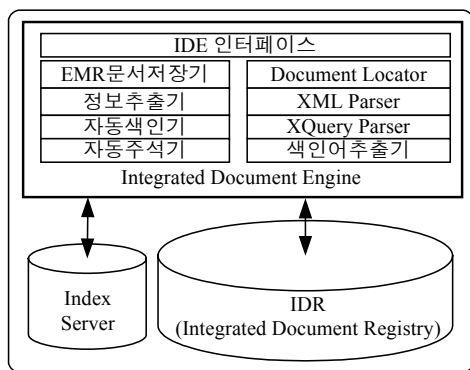 IDE 인터페이스
EMR문서저장기
정보추출기
자동색인기
자동주석기
Document Locator
XML Parser
XQuery Parser
색인어추출기
Integrated Document Engine
Index
Server
IDR
(Integrated Document Registry)